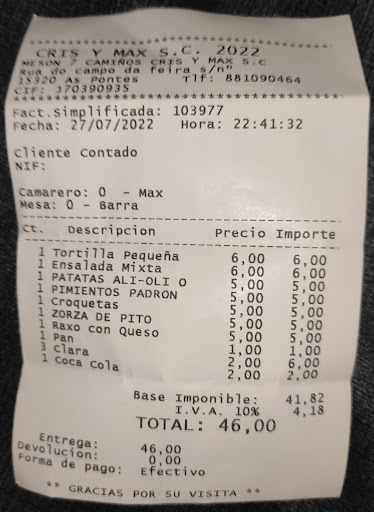 *********************************
CRIS Y MAX S.C. 2022
MESON 7 CAMIÑOS CRIS Y MAX S.C
Rua do campo da feira s/nº
15320 As Pontes Tlf: 881090464
CIF: J70390935
*********************************
Fact.Simplificada: 103977
Fecha: 27/07/2022 Hora: 22:41:32
Cliente Contado
NIF:
Camarero: 0 - Max
Mesa: 0 - Barra
Ct. Descripcion Precio Importe
1 Tortilla Pequeña 6,00 6,00
1 Ensalada Mixta 6,00 6,00
1 PATATAS ALI-OLI O 5,00 5,00
1 PIMIENTOS PADRON 5,00 5,00
1 Croquetas 5,00 5,00
1 ZORZA DE PITO 5,00 5,00
1 Raxo con Queso 5,00 5,00
1 Pan 1,00 1,00
3 Clara 2,00 6,00
1 Coca Cola 2,00 2,00
Base Imponible: 41,82
I.V.A. 10% 4,18
TOTAL: 46,00
Entrega: 46,00
Devolucion: 0,00
Forma de pago: Efectivo
** GRACIAS POR SU VISITA **